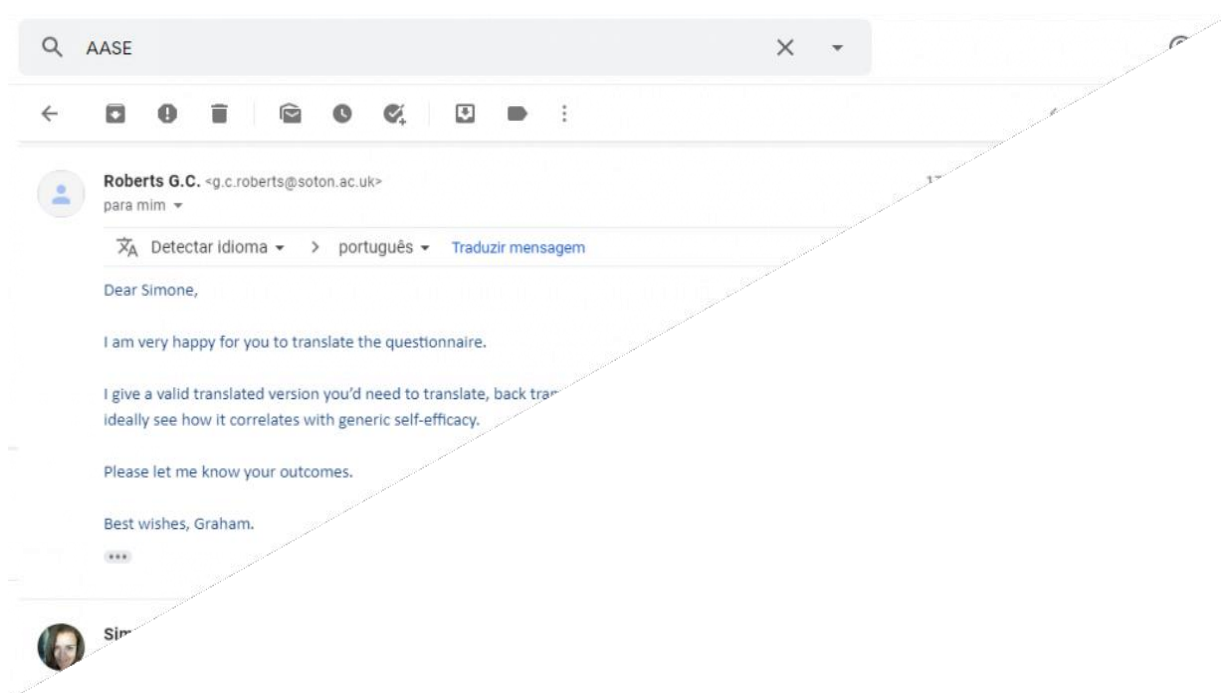 AASE
Roberts G.C. <g.c.roberts@soton.ac.uk>
para mim
Detectar idioma > português Traduzir mensagem
Dear Simone,
I am very happy for you to translate the questionnaire.
I give a valid translated version you'd need to translate, back
ideally see how it correlates with generic self-efficacy.
Please let me know your outcomes.
Best wishes, Graham.